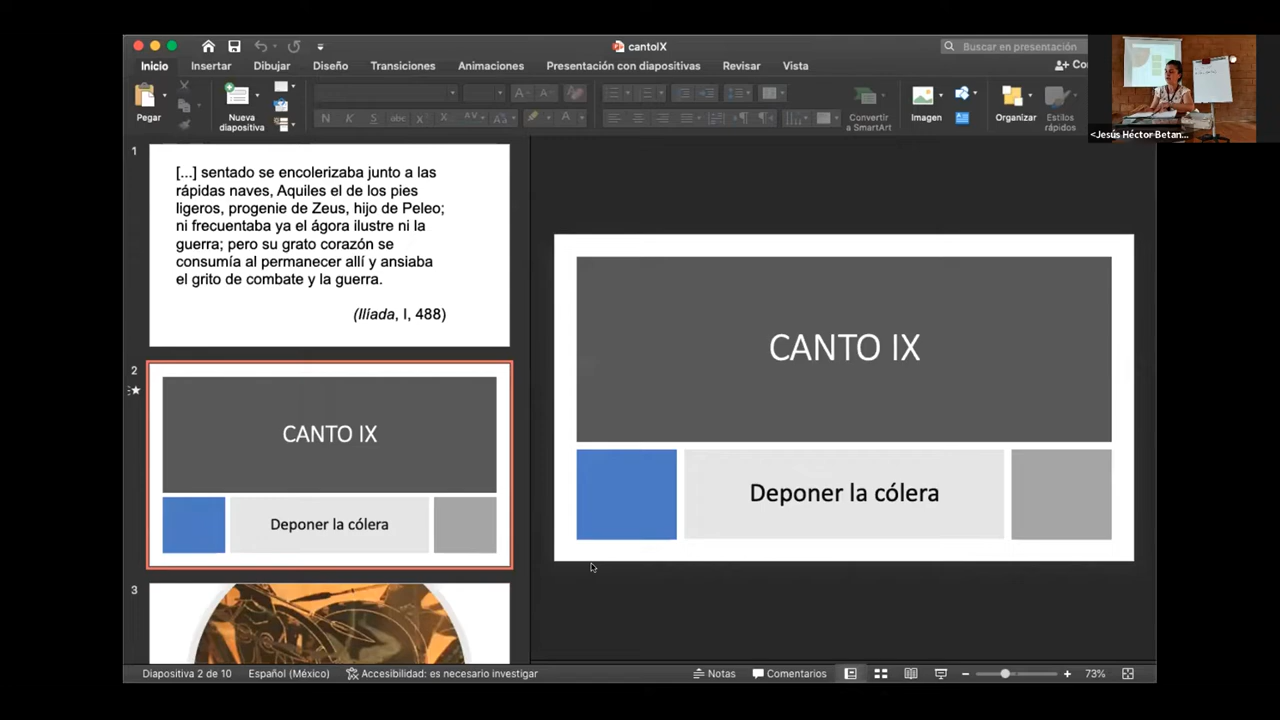 cantoIX
Buscar en presentación
Inicio
Insertar
Dibujar
Diseño
Transiciones
Animaciones
Presentación con diapositivas
Revisar
Vista
Co
Pegar
Nueva
diapositiva
N
K
S
abc
X²
X₂
Convertir
a SmartArt
Imagen
Organizar
Estilos
rápidos
<Jesús Héctor Betan...
1
[...] sentado se encolerizaba junto a las
rápidas naves, Aquiles el de los pies
ligeros, progenie de Zeus, hijo de Peleo;
ni frecuentaba ya el ágora ilustre ni la
guerra; pero su grato corazón se
consumía al permanecer allí y ansiaba
el grito de combate y la guerra.
(Ilíada, I, 488)
2
CANTO IX
Deponer la cólera
3
CANTO IX
Deponer la cólera
Diapositiva 2 de 10
Español (México)
Accesibilidad: es necesario investigar
Notas
Comentarios
73%